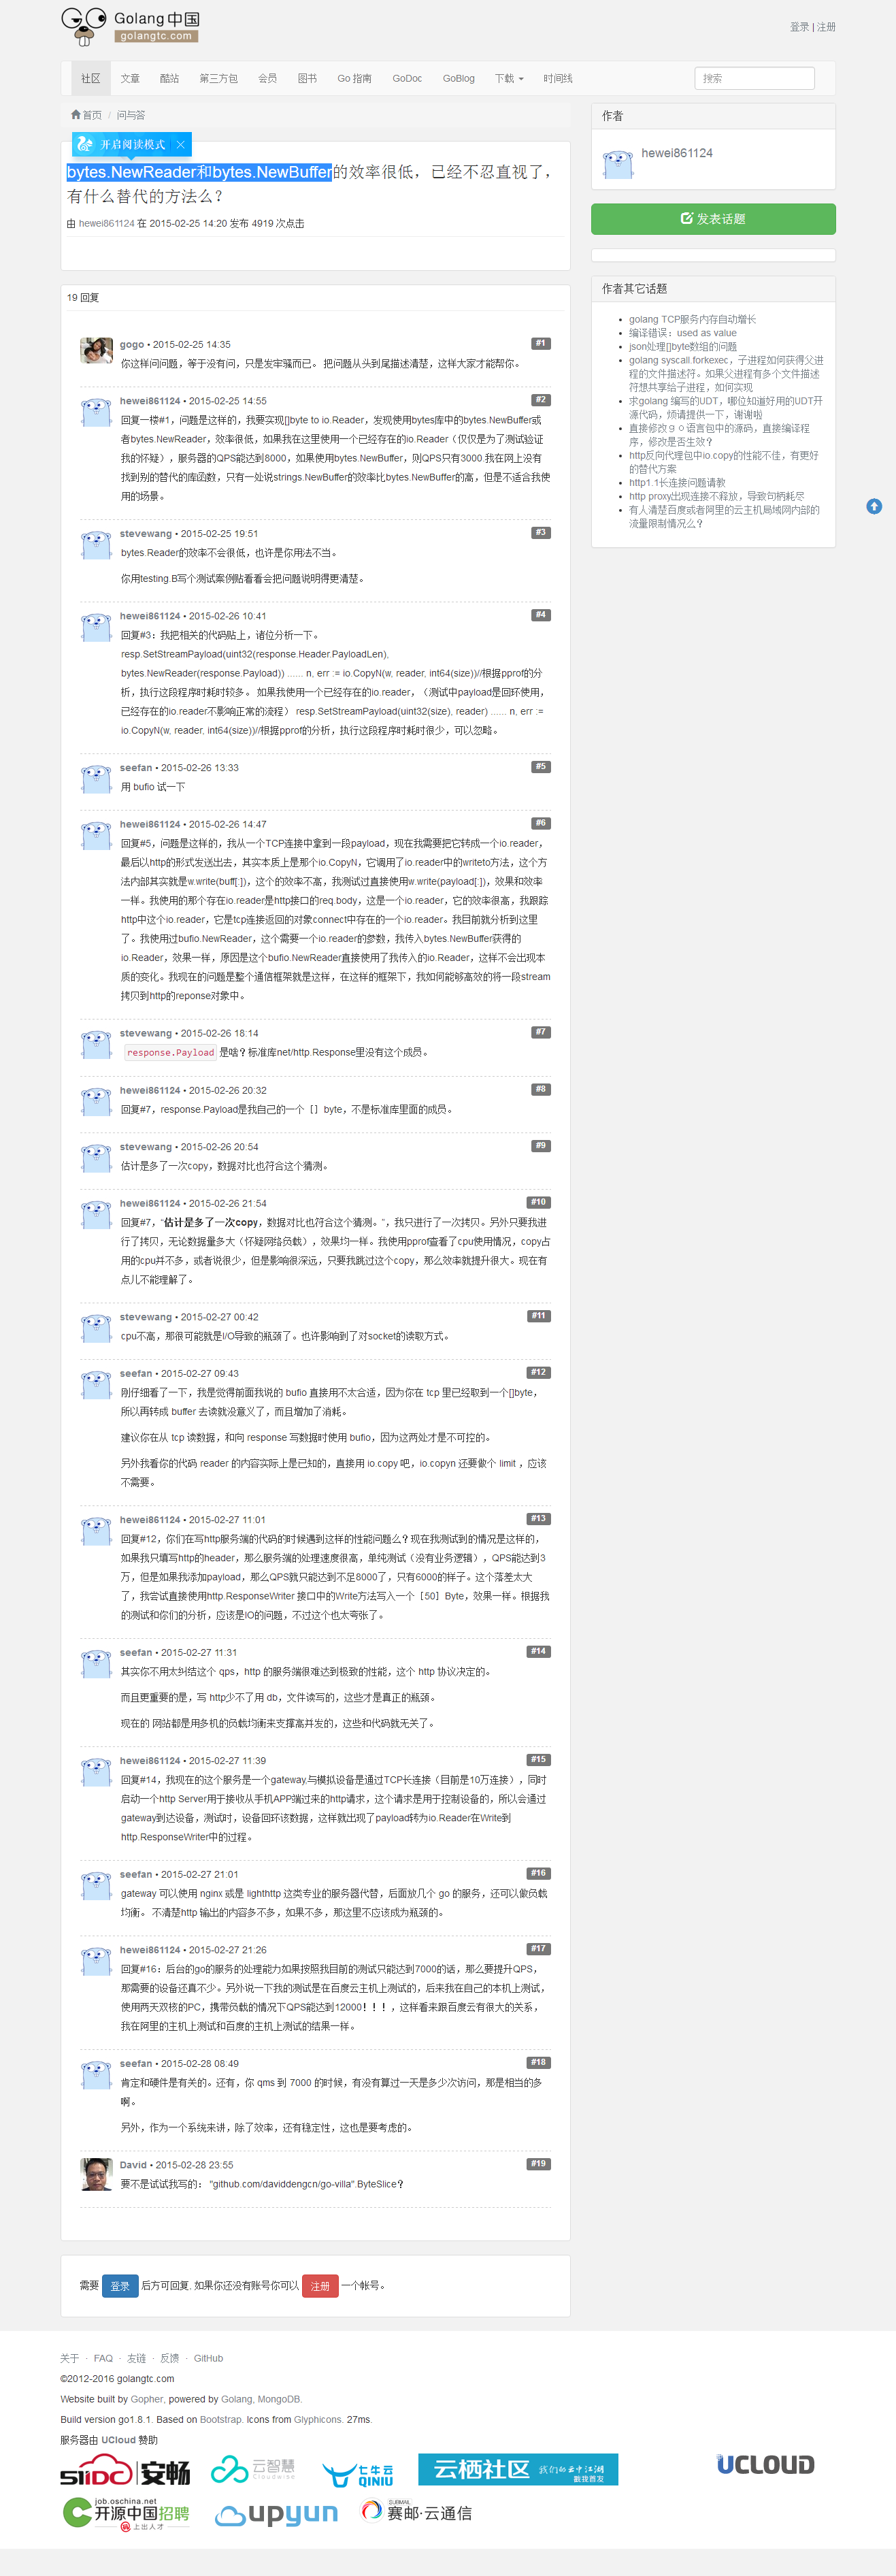 Golang中国
golangtc.com
登录 | 注册
社区 文章 酷站 第三方包 会员 图书 Go 指南 GoDoc GoBlog 下载 时间线 搜索
首页 / 问与答
开启阅读模式
bytes.NewReader和bytes.NewBuffer的效率很低，已经不忍直视了，
有什么替代的方法么？
由 hewei861124 在 2015-02-25 14:20 发布 4919 次点击
19 回复
gogo • 2015-02-25 14:35 #1
你这样问问题，等于没有问，只是发牢骚而已。 把问题从头到尾描述清楚，这样大家才能帮你。
hewei861124 • 2015-02-25 14:55 #2
回复一楼#1，问题是这样的，我要实现[]byte to io.Reader，发现使用bytes库中的bytes.NewBuffer或
者bytes.NewReader，效率很低，如果我在这里使用一个已经存在的io.Reader（仅仅是为了测试验证
我的怀疑），服务器的QPS能达到8000，如果使用bytes.NewBuffer，则QPS只有3000.我在网上没有
找到别的替代的库函数，只有一处说strings.NewBuffer的效率比bytes.NewBuffer的高，但是不适合我使
用的场景。
stevewang • 2015-02-25 19:51 #3
bytes.Reader的效率不会很低，也许是你用法不当。
你用testing.B写个测试案例贴看看会把问题说明得更清楚。
hewei861124 • 2015-02-26 10:41 #4
回复#3：我把相关的代码贴上，诸位分析一下。
resp.SetStreamPayload(uint32(response.Header.PayloadLen),
bytes.NewReader(response.Payload)) ...... n, err := io.CopyN(w, reader, int64(size))//根据pprof的分
析，执行这段程序时耗时较多。 如果我使用一个已经存在的io.reader，（测试中payload是回环使用，
已经存在的io.reader不影响正常的流程） resp.SetStreamPayload(uint32(size), reader) ...... n, err :=
io.CopyN(w, reader, int64(size))//根据pprof的分析，执行这段程序时耗时很少，可以忽略。
seefan • 2015-02-26 13:33 #5
用 bufio 试一下
hewei861124 • 2015-02-26 14:47 #6
回复#5，问题是这样的，我从一个TCP连接中拿到一段payload，现在我需要把它转成一个io.reader，
最后以http的形式发送出去，其实本质上是那个io.CopyN，它调用了io.reader中的writeto方法，这个方
法内部其实就是w.write(buff[:])，这个的效率不高，我测试过直接使用w.write(payload[:])，效果和效率
一样。我使用的那个存在io.reader是http接口的req.body，这是一个io.reader，它的效率很高，我跟踪
http中这个io.reader，它是tcp连接返回的对象connect中存在的一个io.reader。我目前就分析到这里
了。我使用过bufio.NewReader，这个需要一个io.reader的参数，我传入bytes.NewBuffer获得的
io.Reader，效果一样，原因是这个bufio.NewReader直接使用了我传入的io.Reader，这样不会出现本
质的变化。我现在的问题是整个通信框架就是这样，在这样的框架下，我如何能够高效的将一段stream
拷贝到http的reponse对象中。
stevewang • 2015-02-26 18:14 #7
response.Payload 是啥？标准库net/http.Response里没有这个成员。
hewei861124 • 2015-02-26 20:32 #8
回复#7，response.Payload是我自己的一个［］byte，不是标准库里面的成员。
stevewang • 2015-02-26 20:54 #9
估计是多了一次copy，数据对比也符合这个猜测。
hewei861124 • 2015-02-26 21:54 #10
回复#7，“估计是多了一次copy，数据对比也符合这个猜测。”，我只进行了一次拷贝。另外只要我进
行了拷贝，无论数据量多大（怀疑网络负载），效果均一样。我使用pprof查看了cpu使用情况，copy占
用的cpu并不多，或者说很少，但是影响很深远，只要我跳过这个copy，那么效率就提升很大。现在有
点儿不能理解了。
stevewang • 2015-02-27 00:42 #11
cpu不高，那很可能就是I/O导致的瓶颈了。也许影响到了对socket的读取方式。
seefan • 2015-02-27 09:43 #12
刚仔细看了一下，我是觉得前面我说的 bufio 直接用不太合适，因为你在 tcp 里已经取到一个[]byte，
所以再转成 buffer 去读就没意义了，而且增加了消耗。
建议你在从 tcp 读数据，和向 response 写数据时使用 bufio，因为这两处才是不可控的。
另外我看你的代码 reader 的内容实际上是已知的，直接用 io.copy 吧，io.copyn 还要做个 limit ，应该
不需要。
hewei861124 • 2015-02-27 11:01 #13
回复#12，你们在写http服务端的代码的时候遇到这样的性能问题么？现在我测试到的情况是这样的，
如果我只填写http的header，那么服务端的处理速度很高，单纯测试（没有业务逻辑），QPS能达到3
万，但是如果我添加payload，那么QPS就只能达到不足8000了，只有6000的样子。这个落差太大
了，我尝试直接使用http.ResponseWriter 接口中的Write方法写入一个［50］Byte，效果一样。根据我
的测试和你们的分析，应该是IO的问题，不过这个也太夸张了。
seefan • 2015-02-27 11:31 #14
其实你不用太纠结这个 qps，http 的服务端很难达到极致的性能，这个 http 协议决定的。
而且更重要的是，写 http少不了用 db，文件读写的，这些才是真正的瓶颈。
现在的 网站都是用多机的负载均衡来支撑高并发的，这些和代码就无关了。
hewei861124 • 2015-02-27 11:39 #15
回复#14，我现在的这个服务是一个gateway,与模拟设备是通过TCP长连接（目前是10万连接），同时
启动一个http Server用于接收从手机APP端过来的http请求，这个请求是用于控制设备的，所以会通过
gateway到达设备，测试时，设备回环该数据，这样就出现了payload转为io.Reader在Write到
http.ResponseWriter中的过程。
seefan • 2015-02-27 21:01 #16
gateway 可以使用 nginx 或是 lighthttp 这类专业的服务器代替，后面放几个 go 的服务，还可以做负载
均衡。 不清楚http 输出的内容多不多，如果不多，那这里不应该成为瓶颈的。
hewei861124 • 2015-02-27 21:26 #17
回复#16：后台的go的服务的处理能力如果按照我目前的测试只能达到7000的话，那么要提升QPS，
那需要的设备还真不少。另外说一下我的测试是在百度云主机上测试的，后来我在自己的本机上测试，
使用两天双核的PC，携带负载的情况下QPS能达到12000！！！，这样看来跟百度云有很大的关系，
我在阿里的主机上测试和百度的主机上测试的结果一样。
seefan • 2015-02-28 08:49 #18
肯定和硬件是有关的。还有，你 qms 到 7000 的时候，有没有算过一天是多少次访问，那是相当的多
啊。
另外，作为一个系统来讲，除了效率，还有稳定性，这也是要考虑的。
David • 2015-02-28 23:55 #19
要不是试试我写的： "github.com/daviddengcn/go-villa".ByteSlice？
需要 登录 后方可回复, 如果你还没有账号你可以 注册 一个帐号。
作者
hewei861124
发表话题
作者其它话题
golang TCP服务内存自动增长
编译错误：used as value
json处理[]byte数组的问题
golang syscall.forkexec，子进程如何获得父进
程的文件描述符。如果父进程有多个文件描述
符想共享给子进程，如何实现
求golang 编写的UDT，哪位知道好用的UDT开
源代码，烦请提供一下，谢谢啦
直接修改ｇｏ语言包中的源码，直接编译程
序，修改是否生效？
http反向代理包中io.copy的性能不佳，有更好
的替代方案
http1.1长连接问题请教
http proxy出现连接不释放，导致句柄耗尽
有人清楚百度或者阿里的云主机局域网内部的
流量限制情况么？
关于 · FAQ · 友链 · 反馈 · GitHub
©2012-2016 golangtc.com
Website built by Gopher, powered by Golang, MongoDB.
Build version go1.8.1. Based on Bootstrap. Icons from Glyphicons. 27ms.
服务器由 UCloud 赞助
安畅 云智慧 Cloudwise 七牛云 QINIU 云栖社区 我们的云中江湖 酷我首发 UCLOUD
job.oschina.net 开源中国招聘 上出人才 upyun SUBMAIL 赛邮·云通信